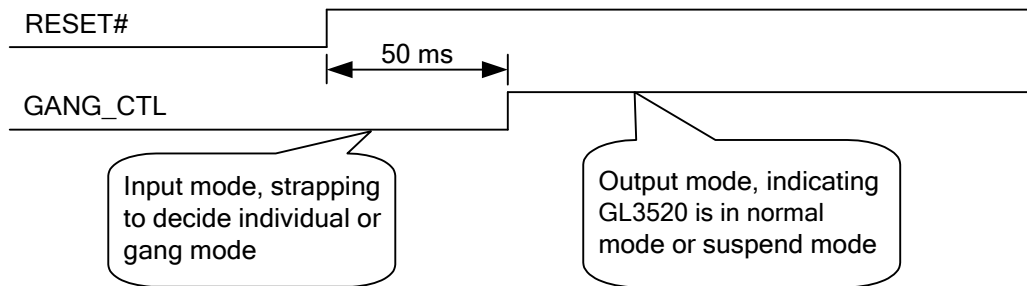 RESET#
50 ms
GANG_CTL
Input mode, strapping
to decide individual or
gang mode
Output mode, indicating
GL3520 is in normal
mode or suspend mode